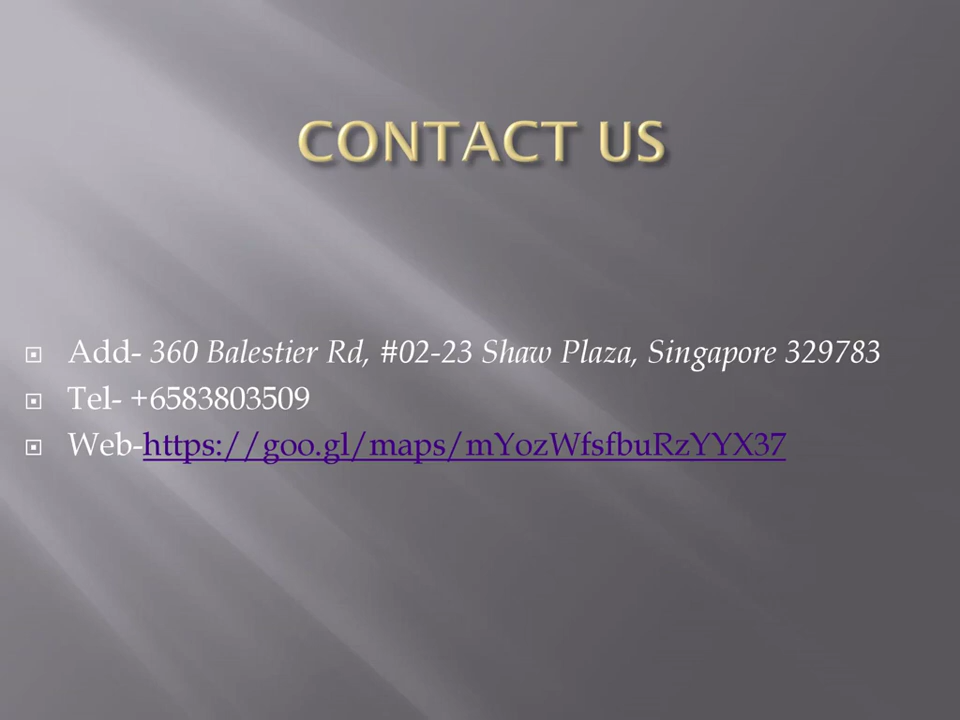 CONTACT US
Add- 360 Balestier Rd, #02-23 Shaw Plaza, Singapore 329783
Tel- +6583803509
Web-https://goo.gl/maps/mYozWfsfbuRzYYX37